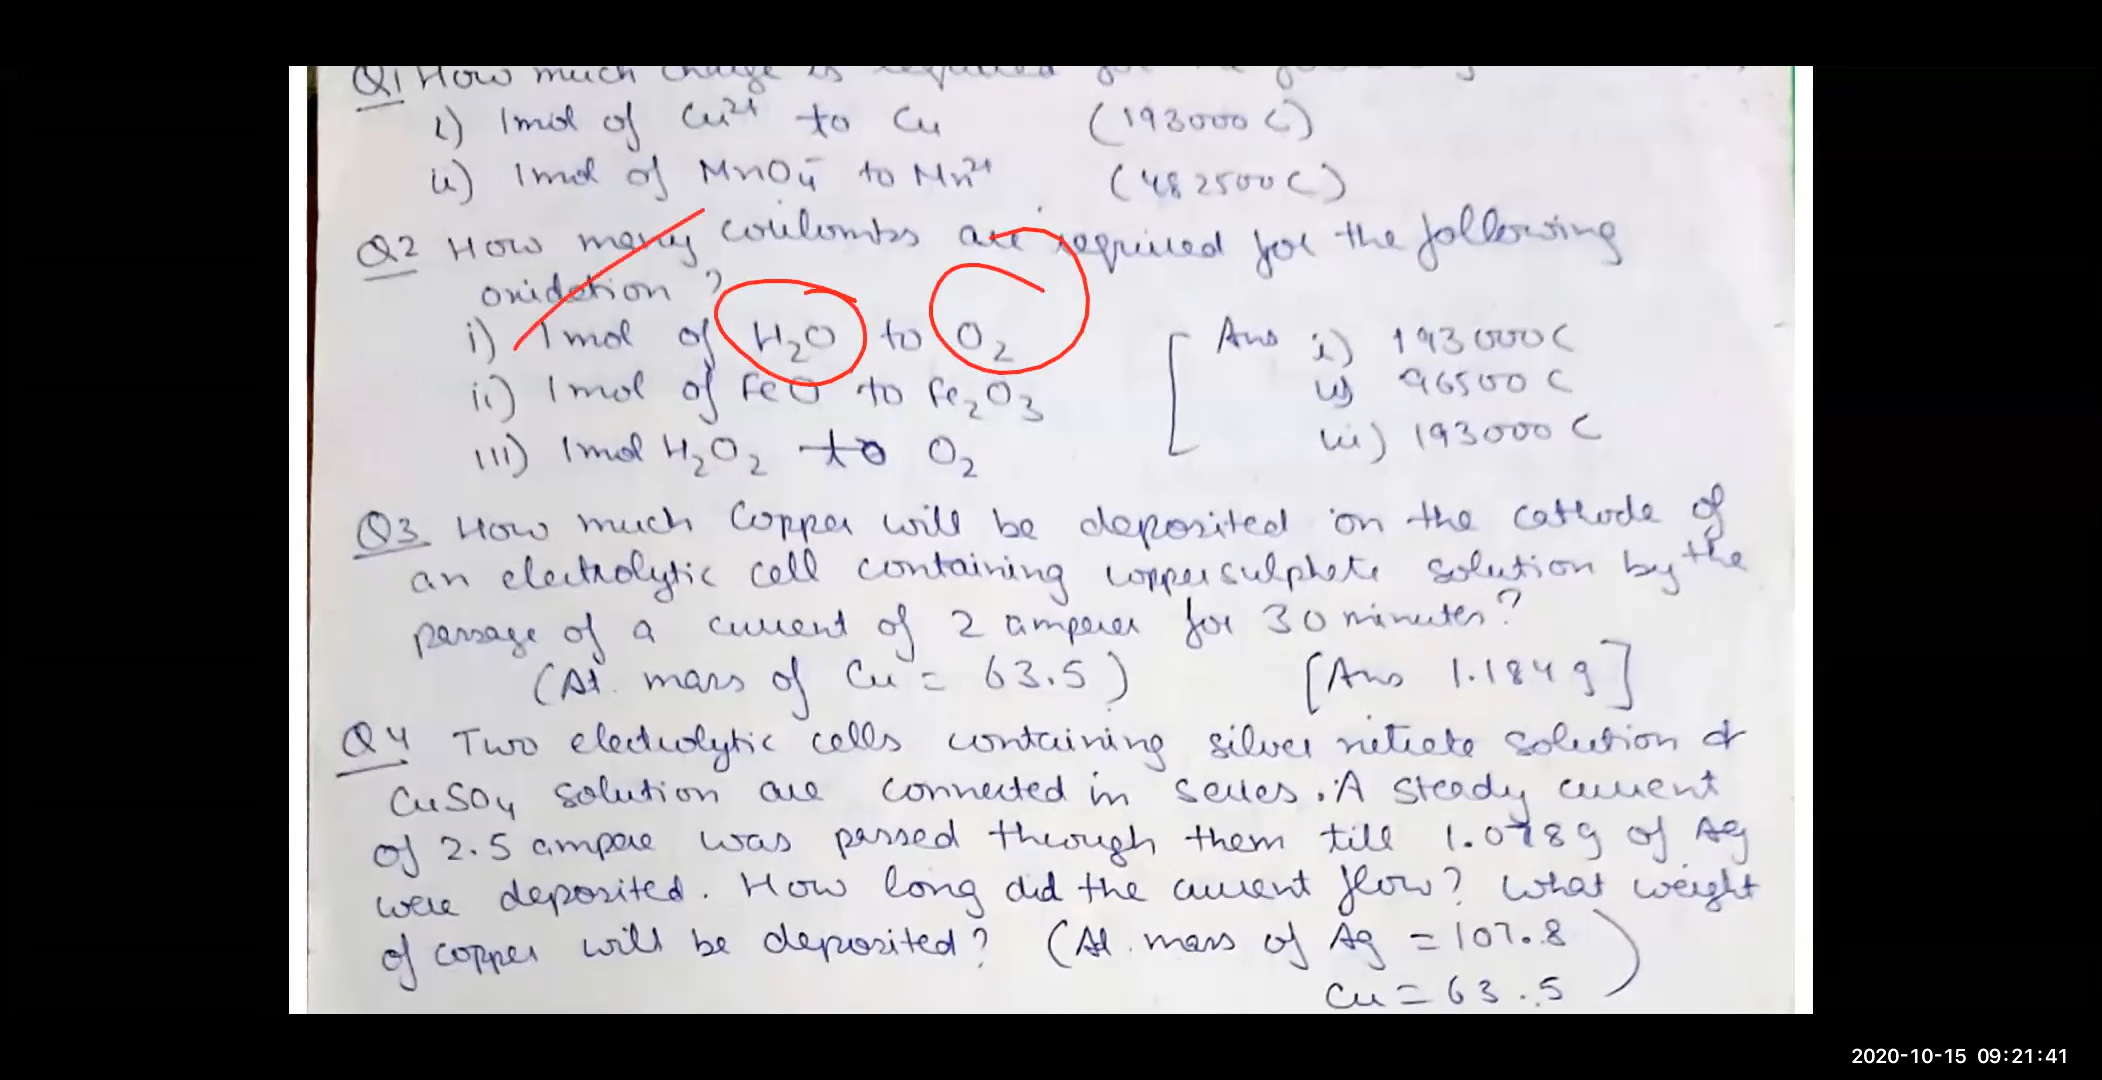 Q1 How much charge is required for the following
i) 1mol of Cu²⁺ to Cu (193000 C)
ii) 1mol of MnO₄⁻ to Mn²⁺ (482500C)
Q2 How many coulombs are required for the following
oxidation?
i) 1mol of H₂O to O₂ [Ans i) 193000C
ii) 1mol of FeO to Fe₂O₃ ii) 96500 C
iii) 1mol H₂O₂ to O₂ iii) 193000 C
Q3 How much Copper will be deposited on the cathode of
an electrolytic cell containing coppersulphate solution by the
passage of a current of 2 amperes for 30 minutes?
(At. mass of Cu = 63.5) [Ans 1.184 g]
Q4 Two electrolytic cells containing silver nitrate solution &
CuSO₄ solution are connected in series. A steady current
of 2.5 ampere was passed through them till 1.078g of Ag
were deposited. How long did the current flow? What weight
of copper will be deposited? (At. mass of Ag = 107.8
Cu = 63.5)
2020-10-15 09:21:41